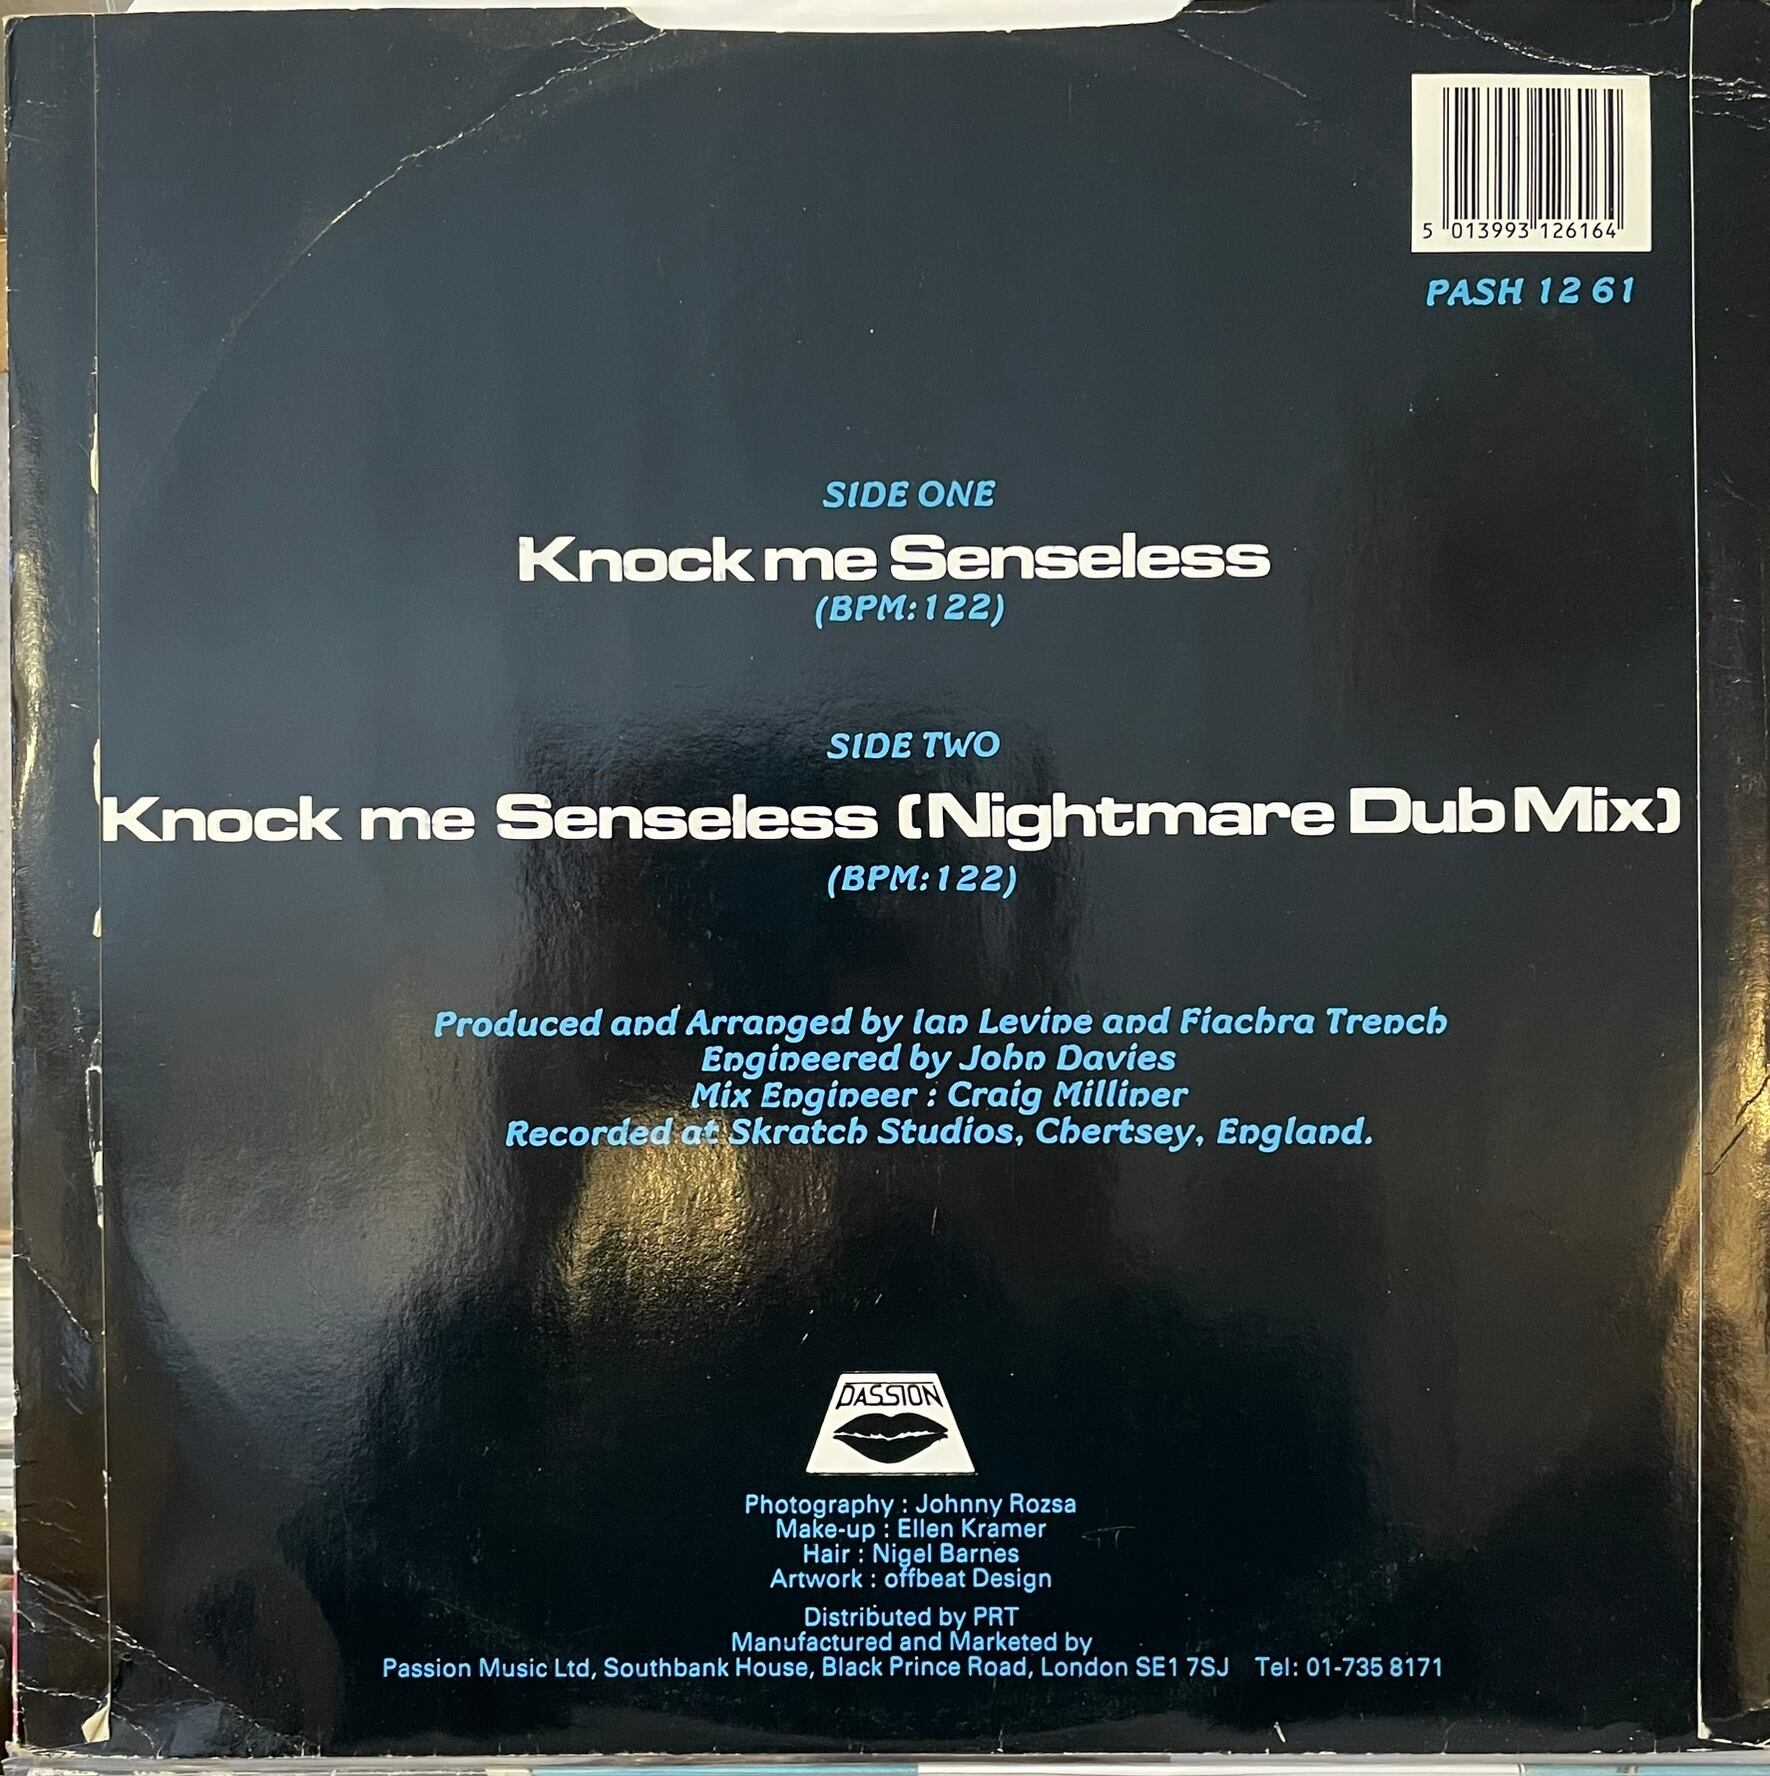 5 013993 126164
PASH 12 61
SIDE ONE
Knock me Senseless
(BPM: 122)
SIDE TWO
Knock me Senseless (Nightmare Dub Mix)
(BPM: 122)
Produced and Arranged by Ian Levine and Fiachra Trench
Engineered by John Davies
Mix Engineer : Craig Milliner
Recorded at Skratch Studios, Chertsey, England.
PASSION
Photography : Johnny Rozsa
Make-up : Ellen Kramer
Hair : Nigel Barnes
Artwork : offbeat Design
Distributed by PRT
Manufactured and Marketed by
Passion Music Ltd, Southbank House, Black Prince Road, London SE1 7SJ Tel: 01-735 8171